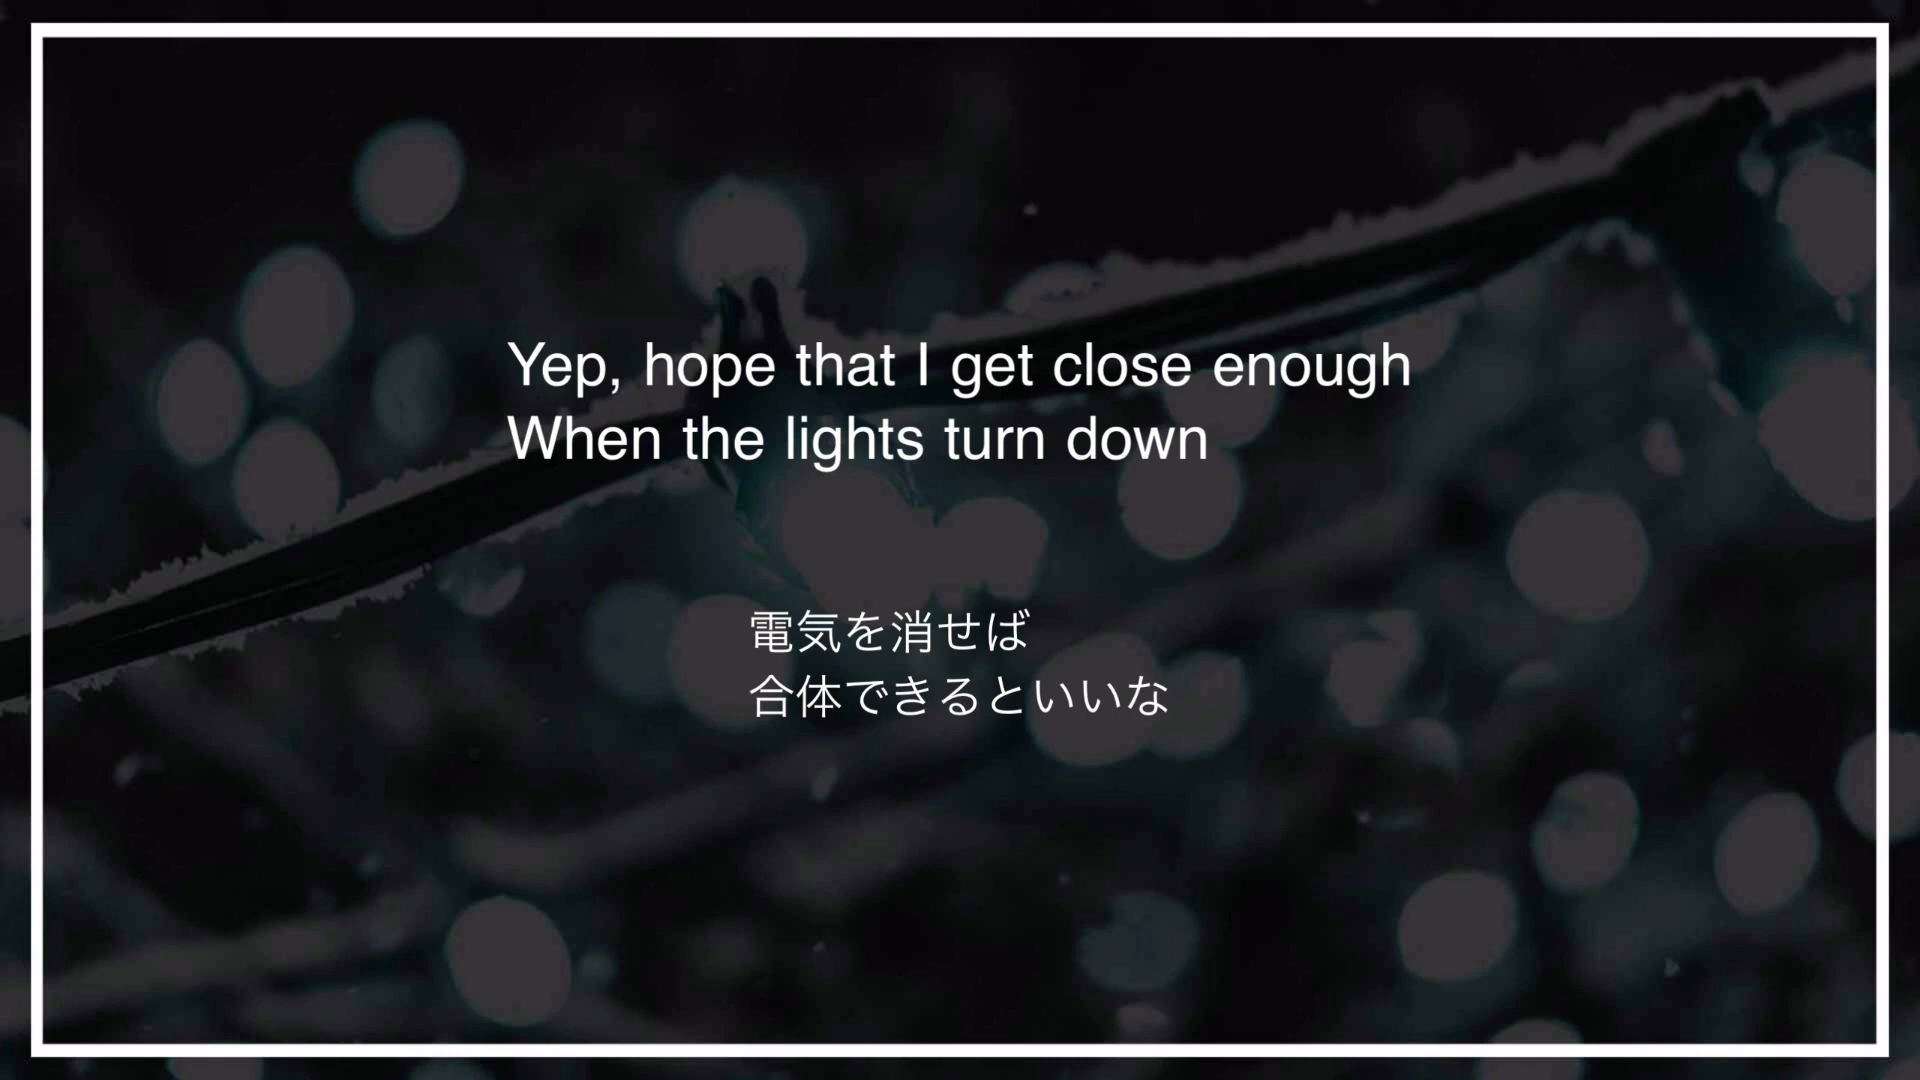 Yep, hope that I get close enough
When the lights turn down
電気を消せば
合体できるといいな